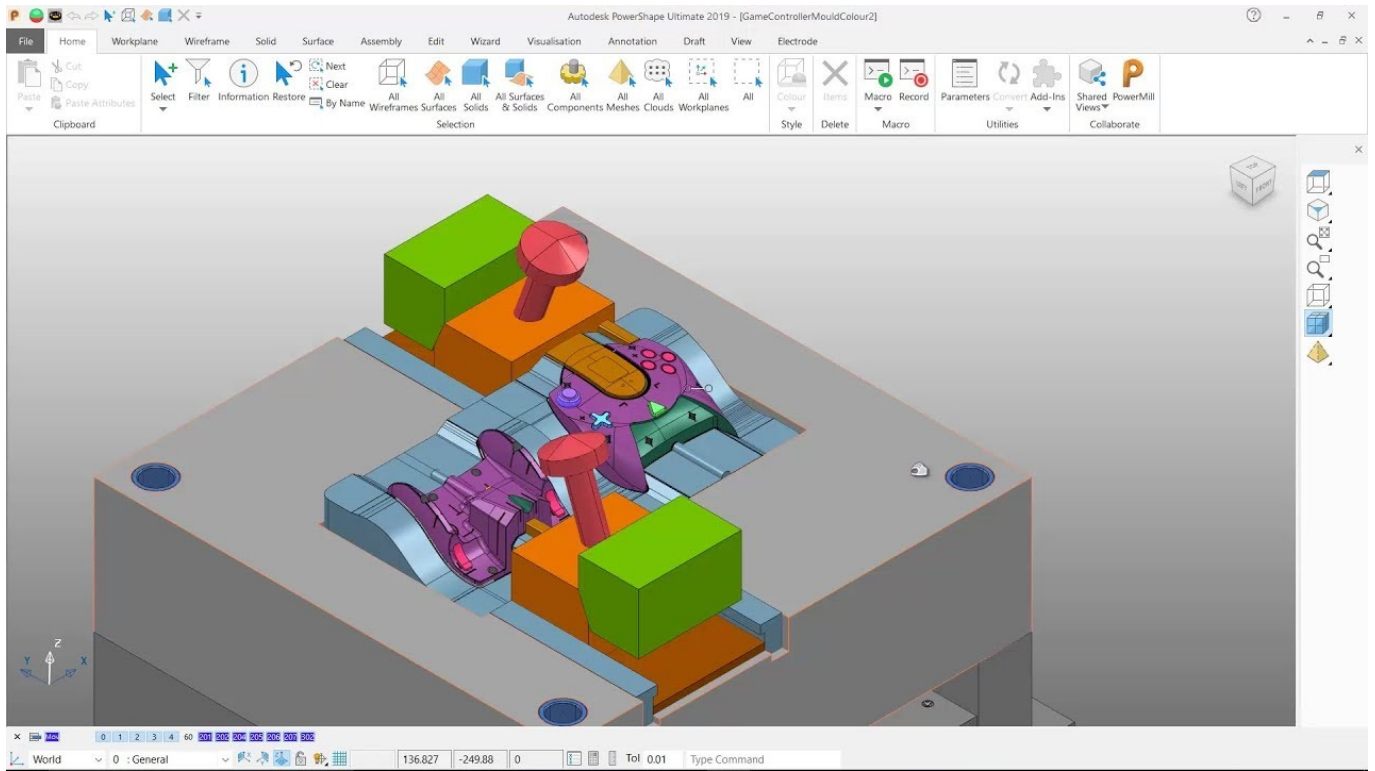 Autodesk PowerShape Ultimate 2019 - [GameControllerMouldColour2]
File Home Workplane Wireframe Solid Surface Assembly Edit Wizard Visualisation Annotation Draft View Electrode
Paste
Cut
Copy
Paste Attributes
Clipboard
Select Filter Information Restore
Next
Clear
By Name
All Wireframes
All Surfaces
All Solids
All Surfaces & Solids
All Components
All Meshes
All Clouds
All Workplanes
All
Selection
Colour
Style
Items
Delete
Macro Record
Macro
Parameters Convert Add-Ins
Utilities
Shared Views
PowerMill
Collaborate
TOP
LEFT FRONT
Z
Y X
0 1 2 3 4 60 201 202 204 205 206 207 302
World 0 : General 136.827 -249.88 0 Tol 0.01 Type Command